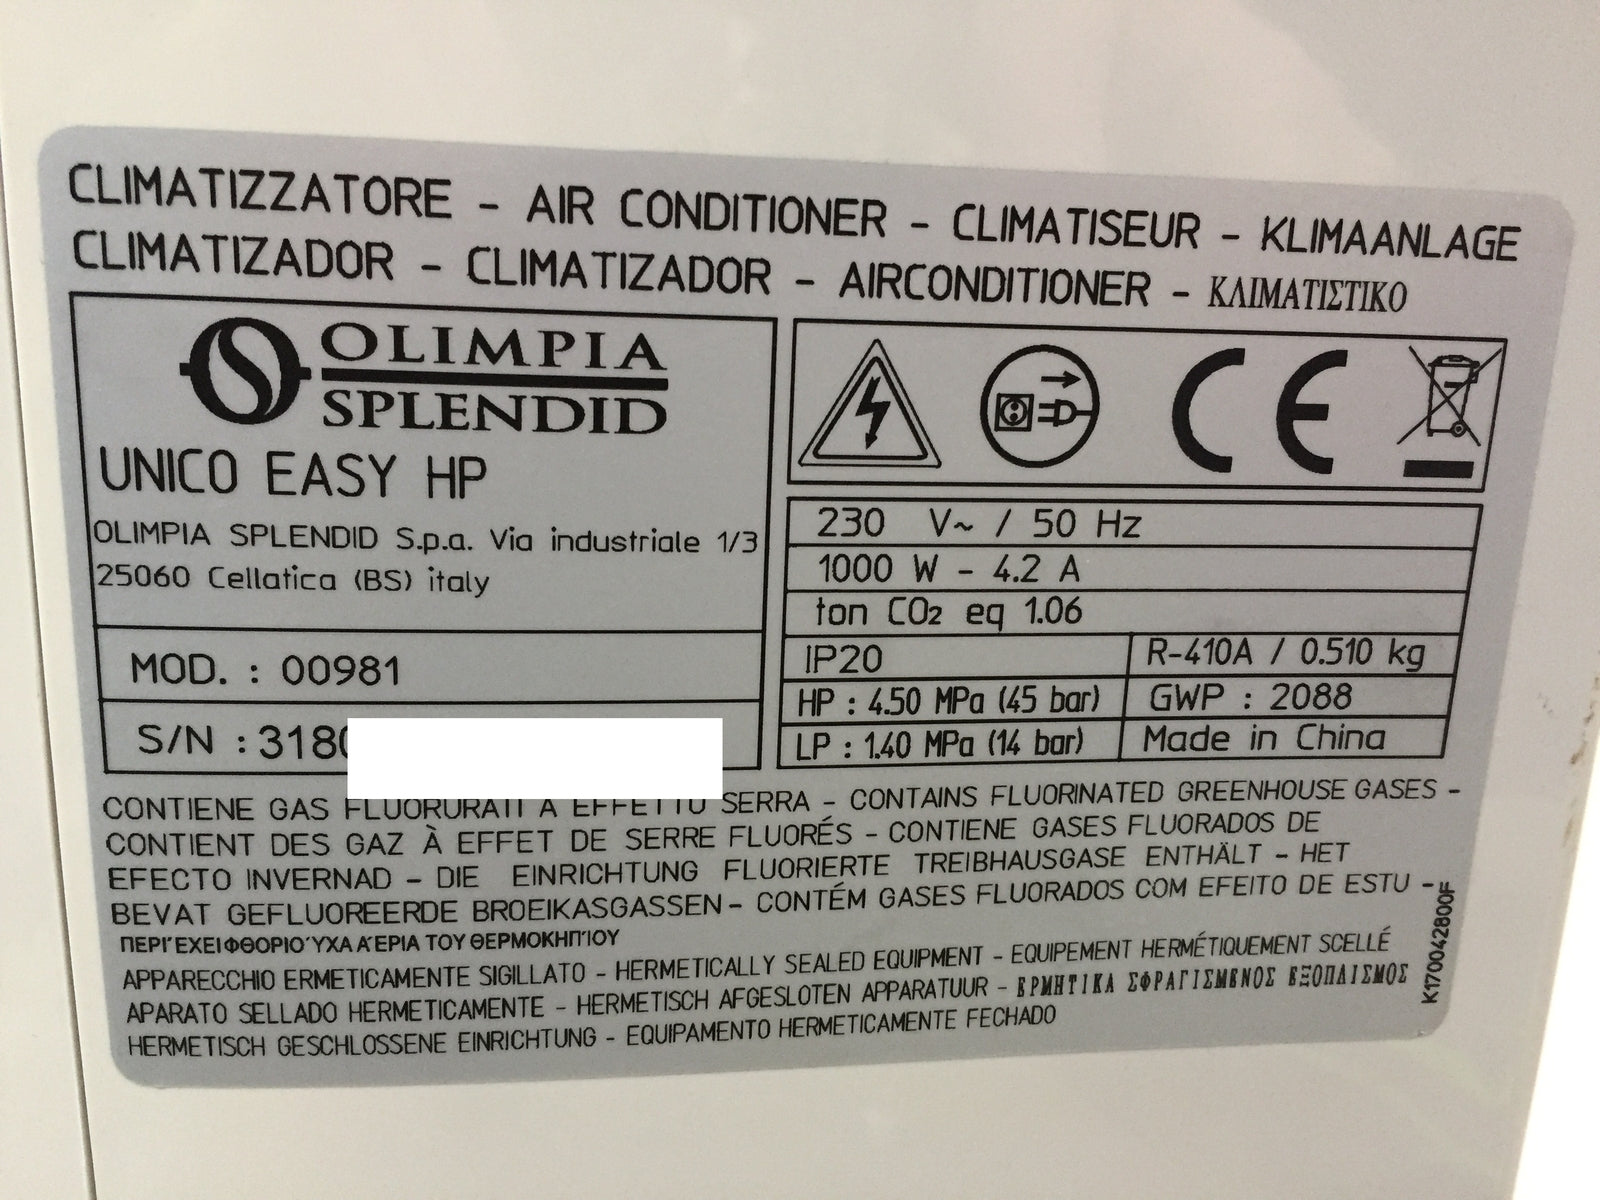 CLIMATIZZATORE - AIR CONDITIONER - CLIMATISEUR - KLIMAANLAGE
CLIMATIZADOR - CLIMATIZADOR - AIRCONDITIONER - ΚΛΙΜΑΤΙΣΤΙΚΟ
OLIMPIA
SPLENDID
UNICO EASY HP
OLIMPIA SPLENDID S.p.a. Via industriale 1/3
25060 Cellatica (BS) italy
MOD. : 00981
S/N : 3180
CE
230 V~ / 50 Hz
1000 W - 4.2 A
ton CO2 eq 1.06
IP20
R-410A / 0.510 kg
HP : 4.50 MPa (45 bar)
GWP : 2088
LP : 1.40 MPa (14 bar)
Made in China
CONTIENE GAS FLUORURATI A EFFETTO SERRA - CONTAINS FLUORINATED GREENHOUSE GASES -
CONTIENT DES GAZ À EFFET DE SERRE FLUORÉS - CONTIENE GASES FLUORADOS DE
EFECTO INVERNAD - DIE EINRICHTUNG FLUORIERTE TREIBHAUSGASE ENTHÄLT - HET
BEVAT GEFLUOREERDE BROEIKASGASSEN - CONTÉM GASES FLUORADOS COM EFEITO DE ESTU -
ΠΕΡΙΈΧΕΙ ΦΘΟΡΙΟΎΧΑ ΑΈΡΙΑ ΤΟΥ ΘΕΡΜΟΚΗΠΊΟΥ
APPARECCHIO ERMETICAMENTE SIGILLATO - HERMETICALLY SEALED EQUIPMENT - EQUIPEMENT HERMÉTIQUEMENT SCELLÉ
APARATO SELLADO HERMETICAMENTE - HERMETISCH AFGESLOTEN APPARATUUR - ΕΡΜΗΤΙΚΑ ΣΦΡΑΓΙΣΜΕΝΟΣ ΕΞΟΠΛΙΣΜΟΣ
HERMETISCH GESCHLOSSENE EINRICHTUNG - EQUIPAMENTO HERMETICAMENTE FECHADO
K170042800F